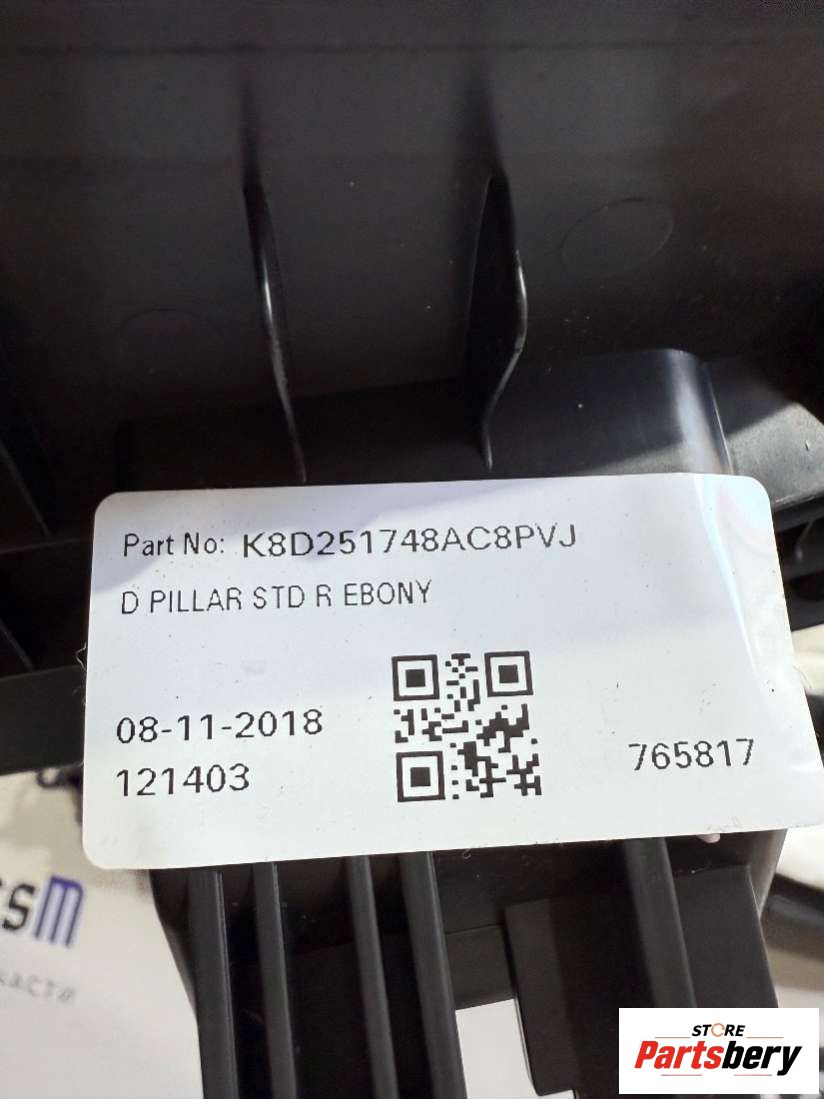 Part No: K8D251748AC8PVJ
D PILLAR STD R EBONY
08-11-2018
121403
765817
STORE
Partsbery